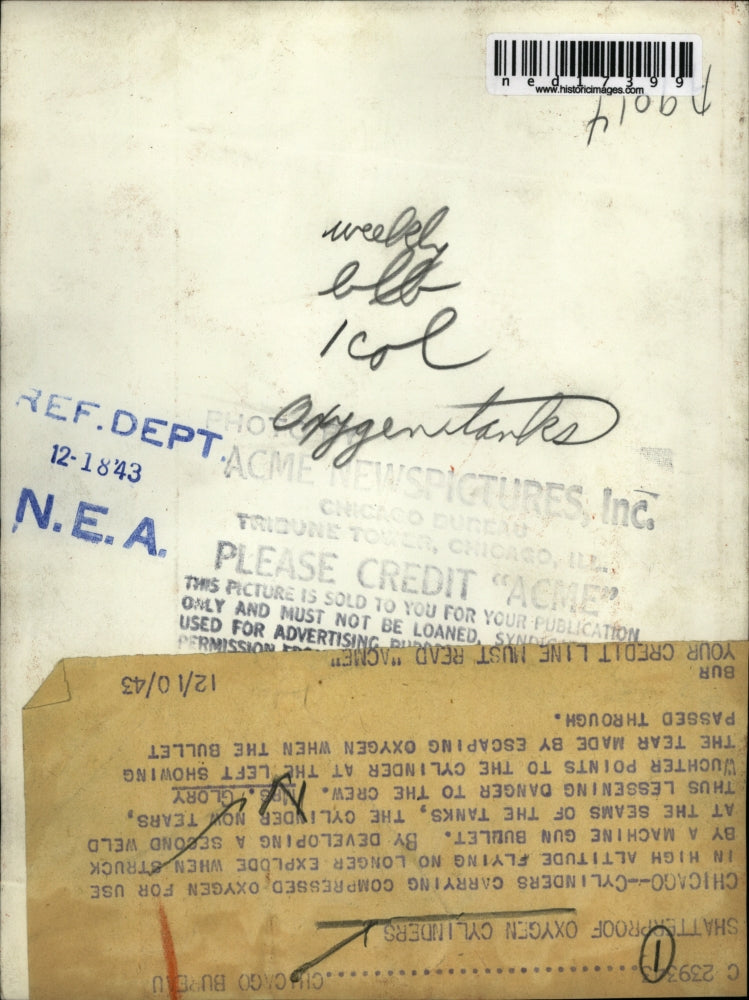 ned17399
www.historicimages.com
weekly
blb
1 col
Oxygen tanks
REF. DEPT.
12-18'43
N.E.A.
ACME NEWSPICTURES, Inc.
CHICAGO BUREAU
TRIBUNE TOWER, CHICAGO, ILL.
PLEASE CREDIT "ACME"
THIS PICTURE IS SOLD TO YOU FOR YOUR PUBLICATION
ONLY AND MUST NOT BE LOANED,
USED FOR ADVERTISING
PERMISSION
1
CHICAGO BUREAU
SHATTERPROOF OXYGEN CYLINDERS
CHICAGO--CYLINDERS CARRYING COMPRESSED OXYGEN FOR USE
IN HIGH ALTITUDE FLYING NO LONGER EXPLODE WHEN STRUCK
BY A MACHINE GUN BULLET. BY DEVELOPING A SECOND WELD
AT THE SEAMS OF THE TANKS, THE CYLINDER NOW TEARS,
THUS LESSENING DANGER TO THE CREW. MRS. GLORY
WUCHTER POINTS TO THE CYLINDER AT THE LEFT SHOWING
THE TEAR MADE BY ESCAPING OXYGEN WHEN THE BULLET
PASSED THROUGH.
BUR 12/10/43
YOUR CREDIT LINE MUST READ "ACME"